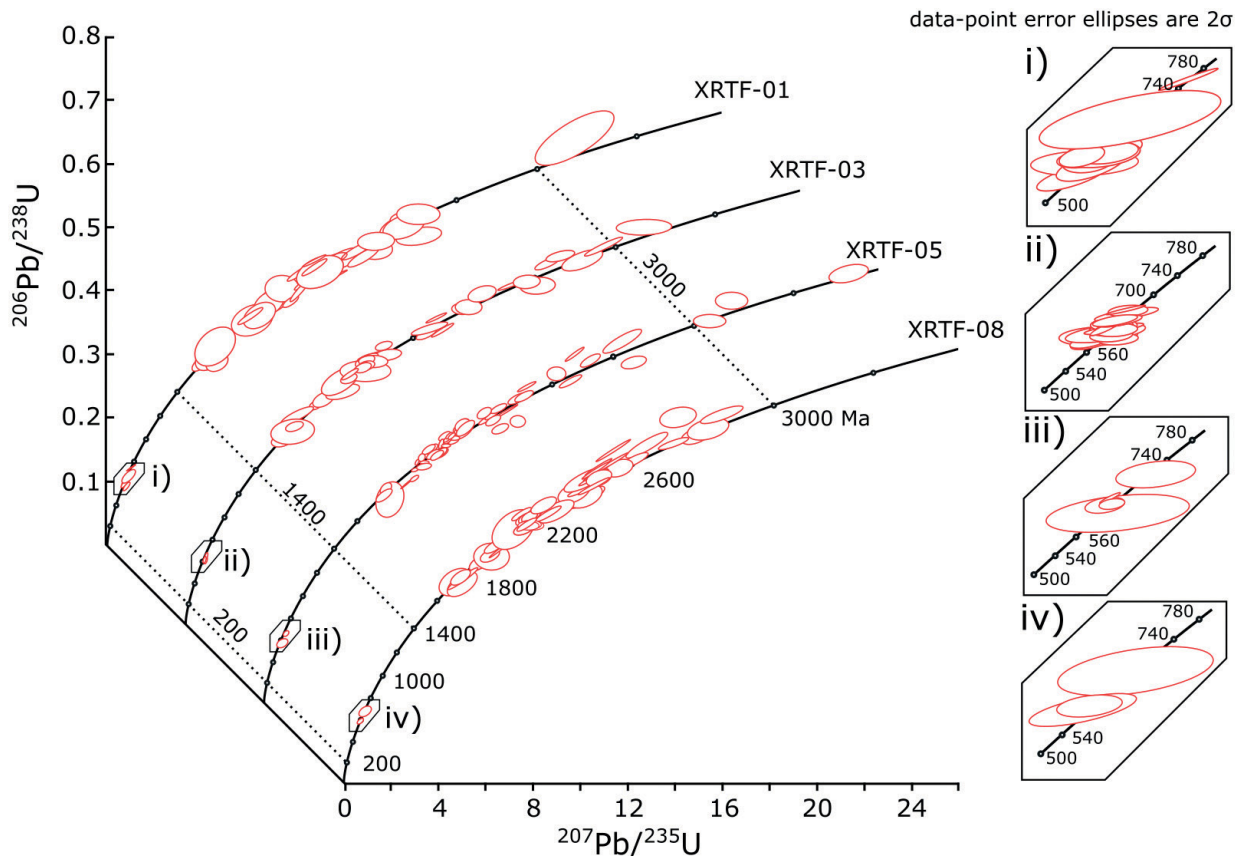 data-point error ellipses are 2σ
0.8
0.7
0.6
0.5
0.4
0.3
0.2
0.1
²⁰⁶Pb/²³⁸U
XRTF-01
XRTF-03
XRTF-05
XRTF-08
3000
3000 Ma
2600
2200
1800
1400
1400
1000
200
200
i)
ii)
iii)
iv)
0 4 8 12 16 20 24
²⁰⁷Pb/²³⁵U
i)
780
740
500
ii)
780
740
700
560
540
500
iii)
780
740
560
540
500
iv)
780
740
540
500